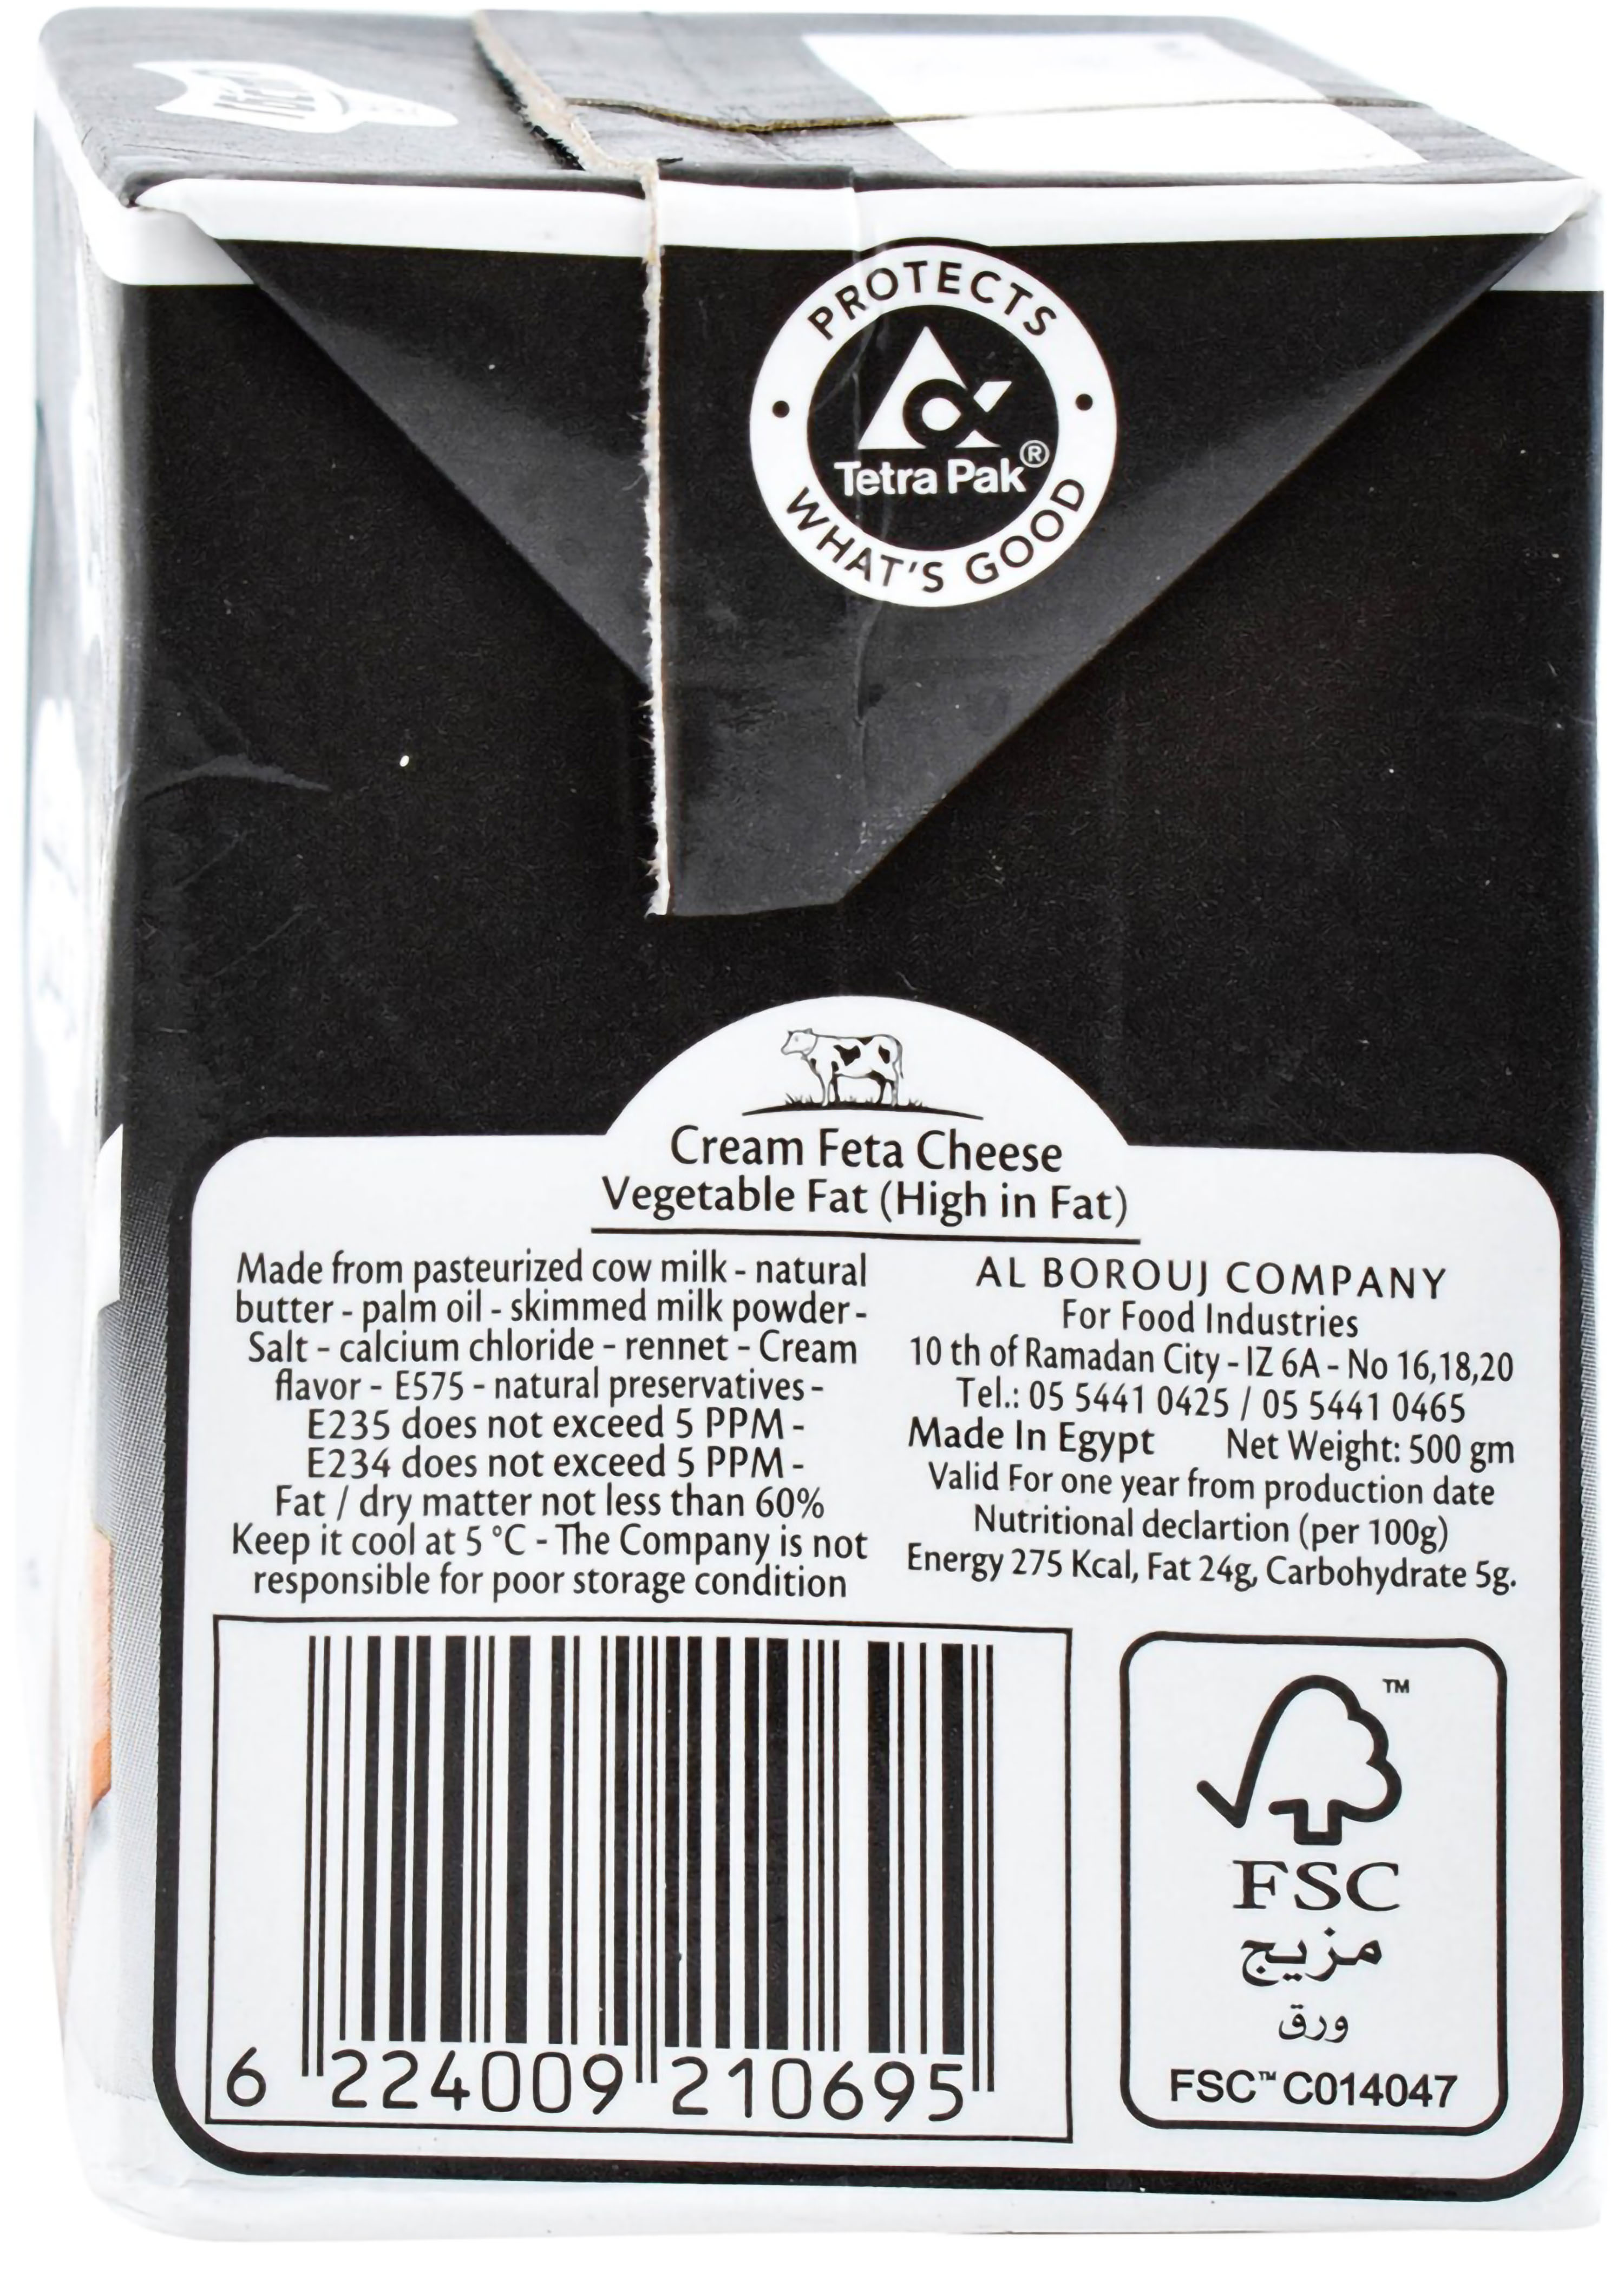 PROTECTS
Tetra Pak®
WHAT'S GOOD
Cream Feta Cheese
Vegetable Fat (High in Fat)
Made from pasteurized cow milk - natural
butter - palm oil - skimmed milk powder -
Salt - calcium chloride - rennet - Cream
flavor - E575 - natural preservatives -
E235 does not exceed 5 PPM -
E234 does not exceed 5 PPM -
Fat / dry matter not less than 60%
Keep it cool at 5 °C - The Company is not
responsible for poor storage condition
AL BOROUJ COMPANY
For Food Industries
10 th of Ramadan City - IZ 6A - No 16,18,20
Tel.: 05 5441 0425 / 05 5441 0465
Made In Egypt Net Weight: 500 gm
Valid For one year from production date
Nutritional declartion (per 100g)
Energy 275 Kcal, Fat 24g, Carbohydrate 5g.
6 224009 210695
TM
FSC
مزيج
ورق
FSC™ C014047